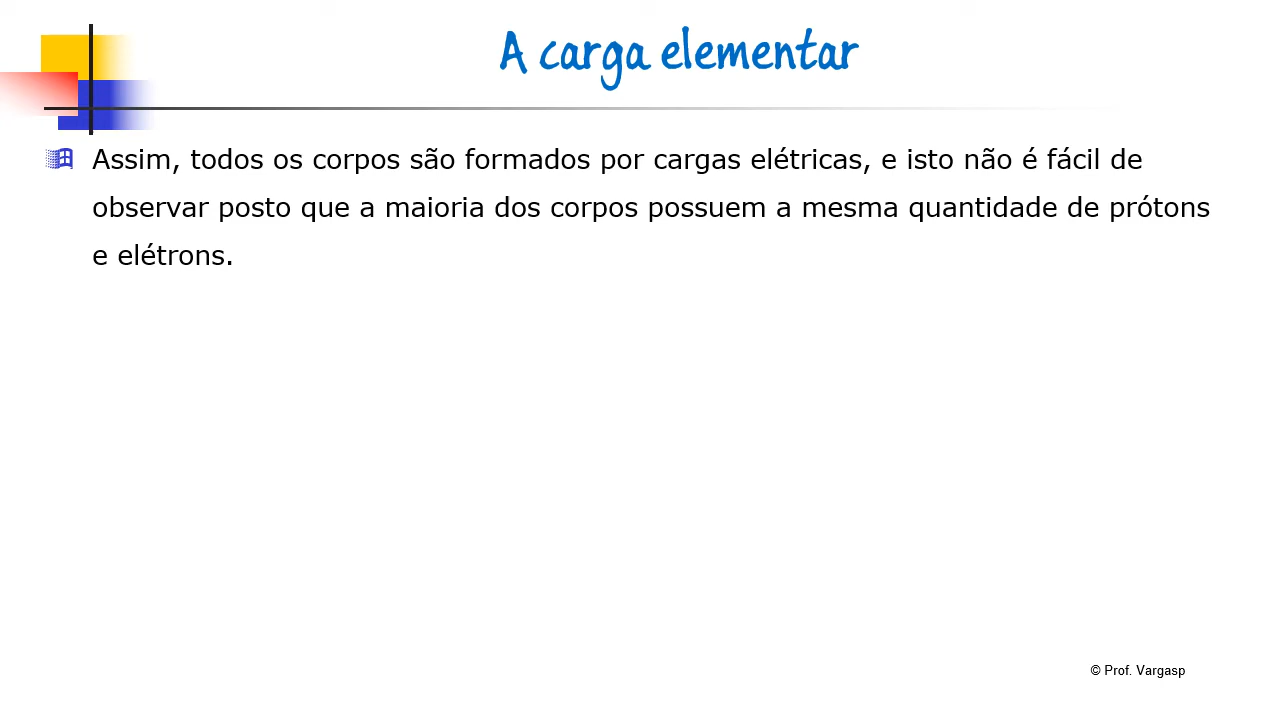 A carga elementar
Assim, todos os corpos são formados por cargas elétricas, e isto não é fácil de
observar posto que a maioria dos corpos possuem a mesma quantidade de prótons
e elétrons.
© Prof. Vargasp